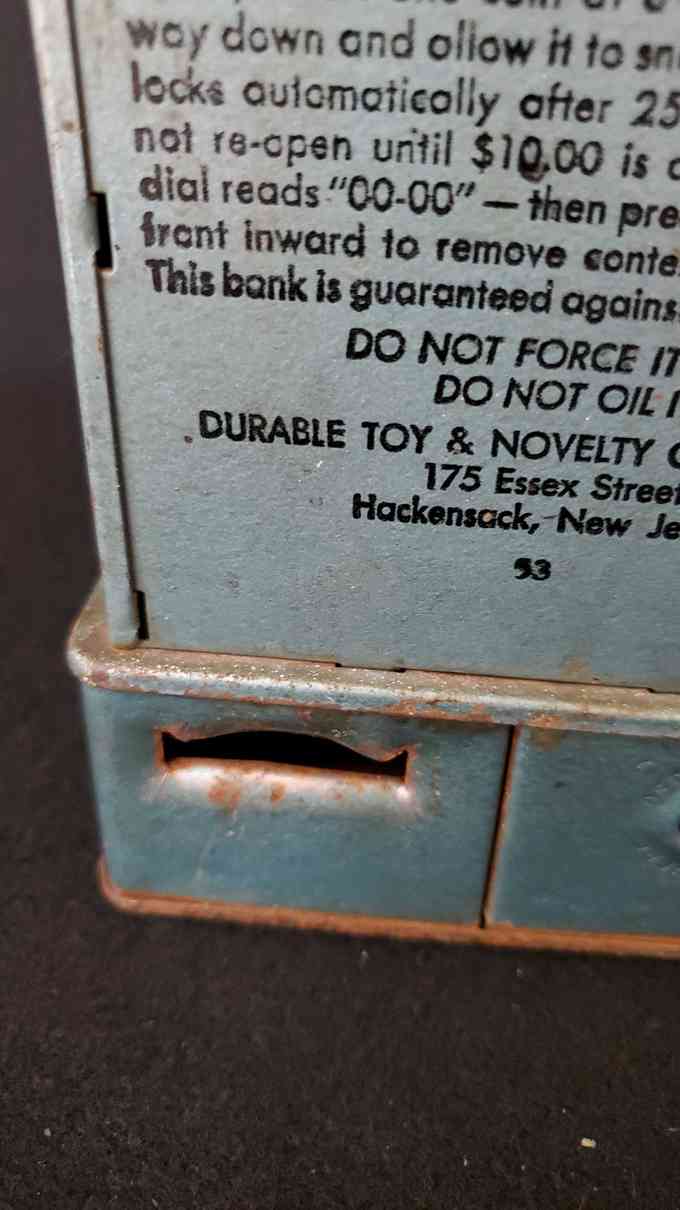 way down and allow it to
locks automatically after 25
not re-open until $10.00 is
dial reads "00-00" — then
front inward to remove
This bank is guaranteed
DO NOT FORCE IT
DO NOT OIL
DURABLE TOY & NOVELTY
175 Essex Street
Hackensack, New
53